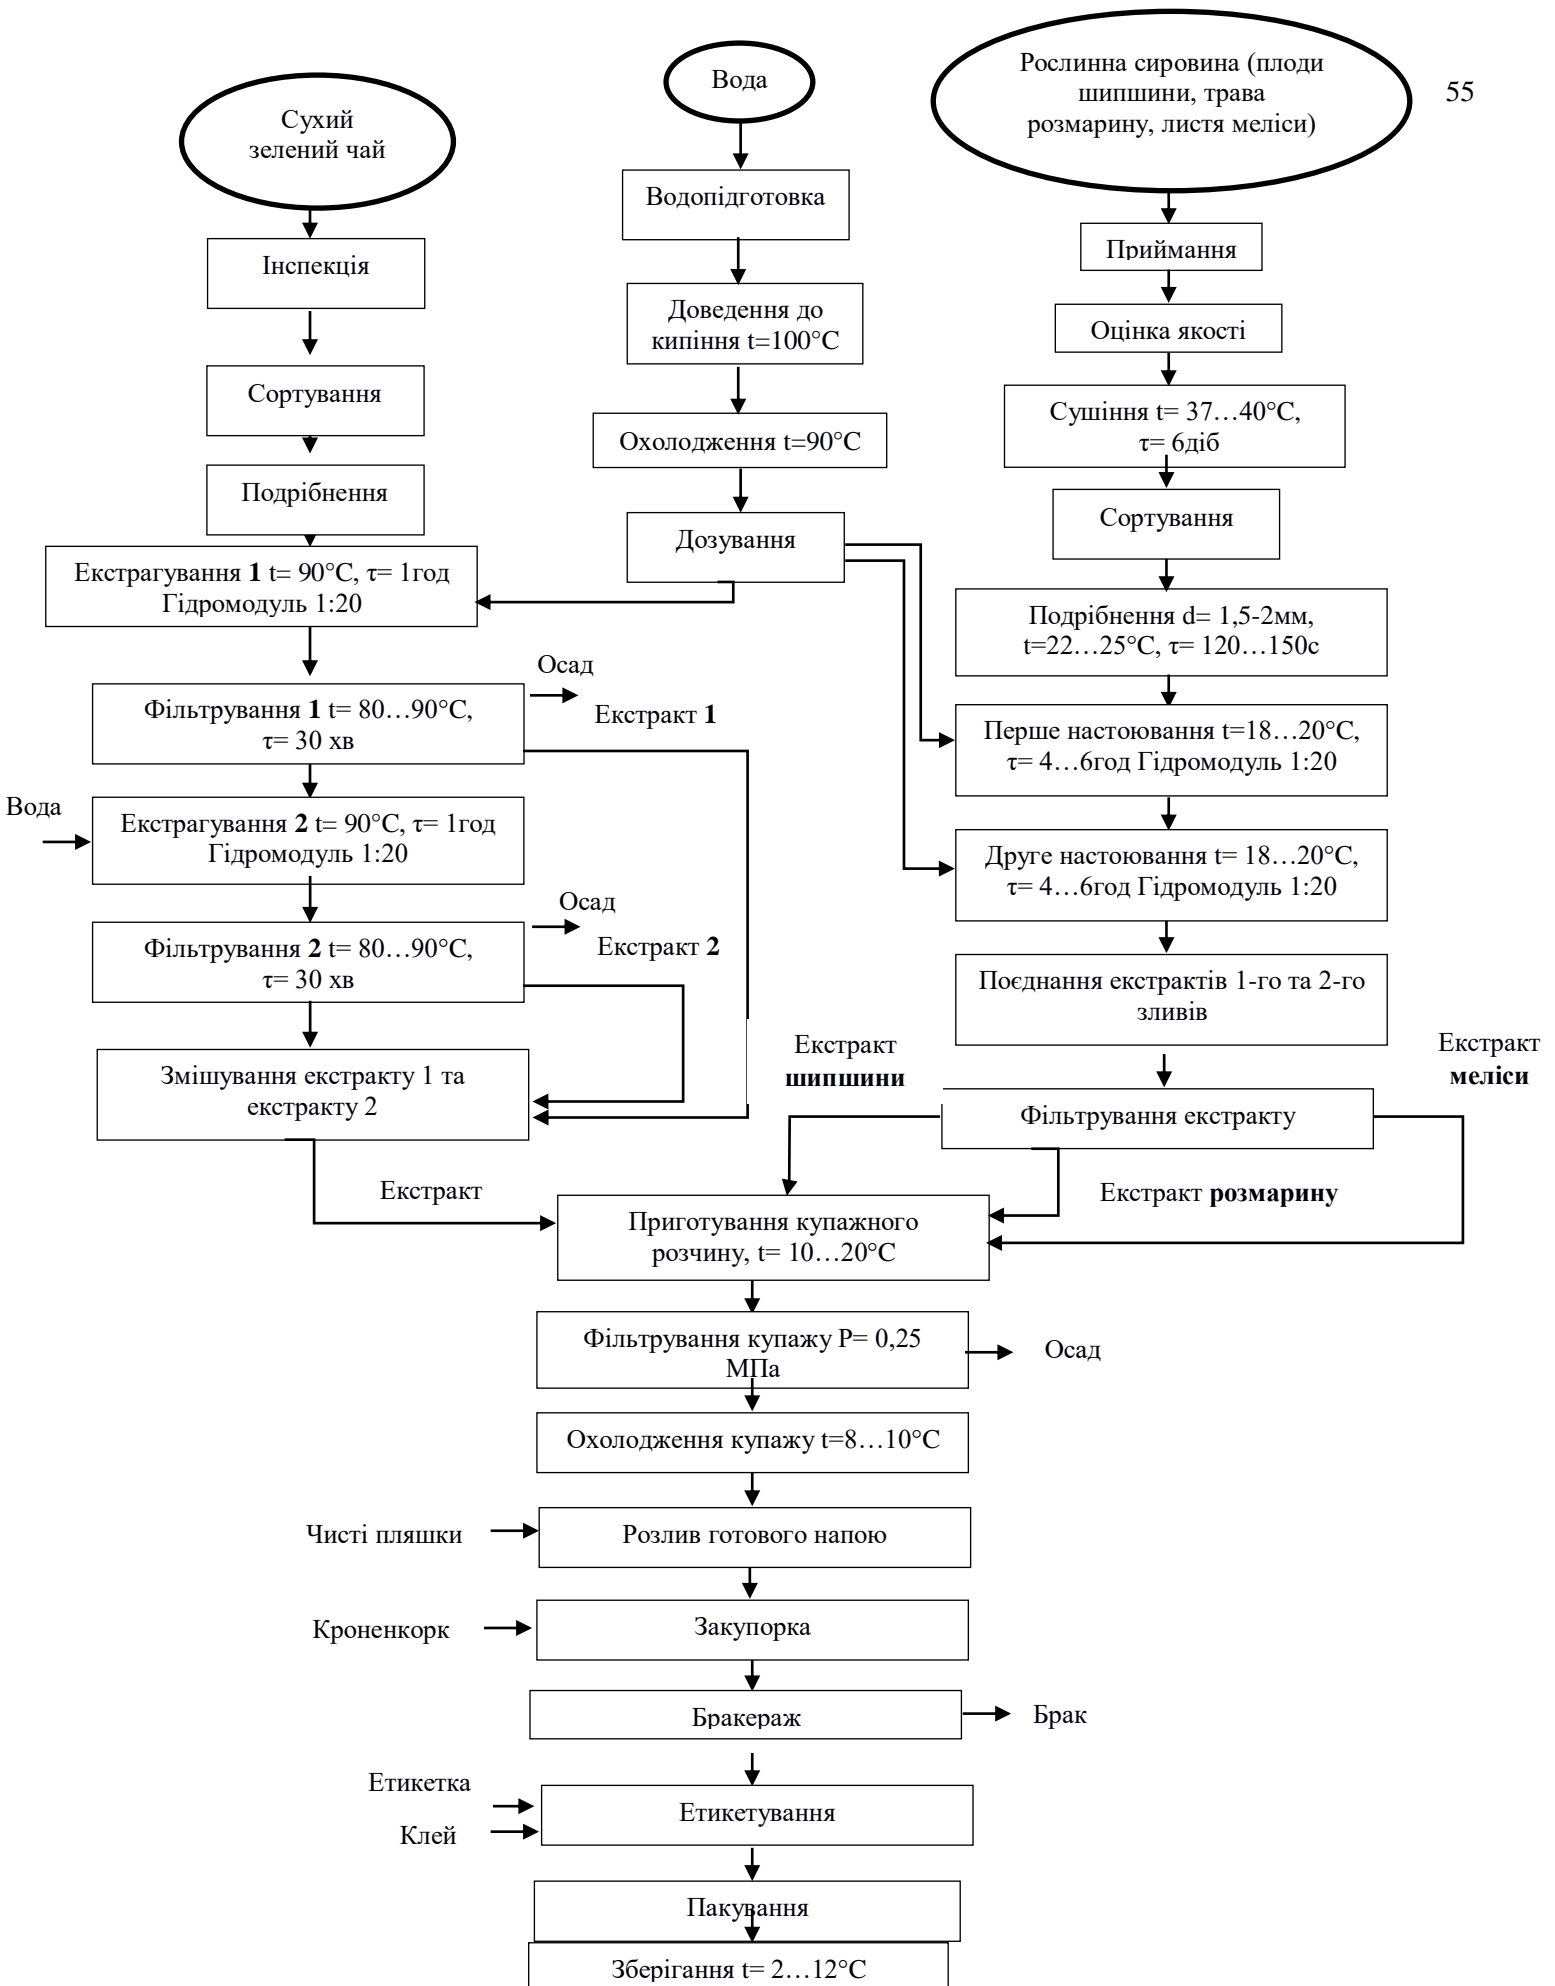 55
Сухий
зелений чай
Інспекція
Сортування
Подрібнення
Екстрагування 1 t= 90°С, τ= 1год
Гідромодуль 1:20
Фільтрування 1 t= 80…90°С,
τ= 30 хв
Осад
Екстракт 1
Вода
Екстрагування 2 t= 90°С, τ= 1год
Гідромодуль 1:20
Фільтрування 2 t= 80…90°С,
τ= 30 хв
Осад
Екстракт 2
Змішування екстракту 1 та
екстракту 2
Екстракт
Вода
Водопідготовка
Доведення до
кипіння t=100°С
Охолодження t=90°С
Дозування
Рослинна сировина (плоди
шипшини, трава
розмарину, листя меліси)
Приймання
Оцінка якості
Сушіння t= 37…40°С,
τ= 6діб
Сортування
Подрібнення d= 1,5-2мм,
t=22…25°С, τ= 120…150с
Перше настоювання t=18…20°С,
τ= 4…6год Гідромодуль 1:20
Друге настоювання t= 18…20°С,
τ= 4…6год Гідромодуль 1:20
Поєднання екстрактів 1-го та 2-го
зливів
Фільтрування екстракту
Екстракт
шипшини
Екстракт
меліси
Екстракт розмарину
Приготування купажного
розчину, t= 10…20°С
Фільтрування купажу Р= 0,25
МПа
Осад
Охолодження купажу t=8…10°С
Чисті пляшки
Розлив готового напою
Кроненкорк
Закупорка
Бракераж
Брак
Етикетка
Клей
Етикетування
Пакування
Зберігання t= 2…12°С